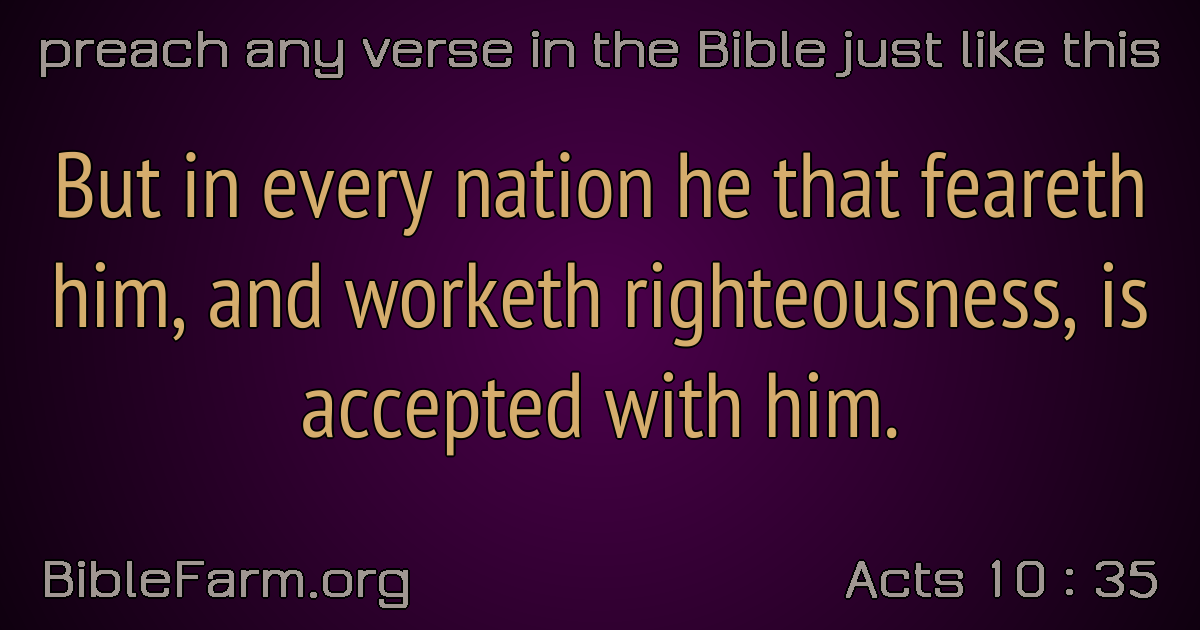 preach any verse in the Bible just like this
But in every nation he that feareth
him, and worketh righteousness, is
accepted with him.
BibleFarm.org
Acts 10 : 35